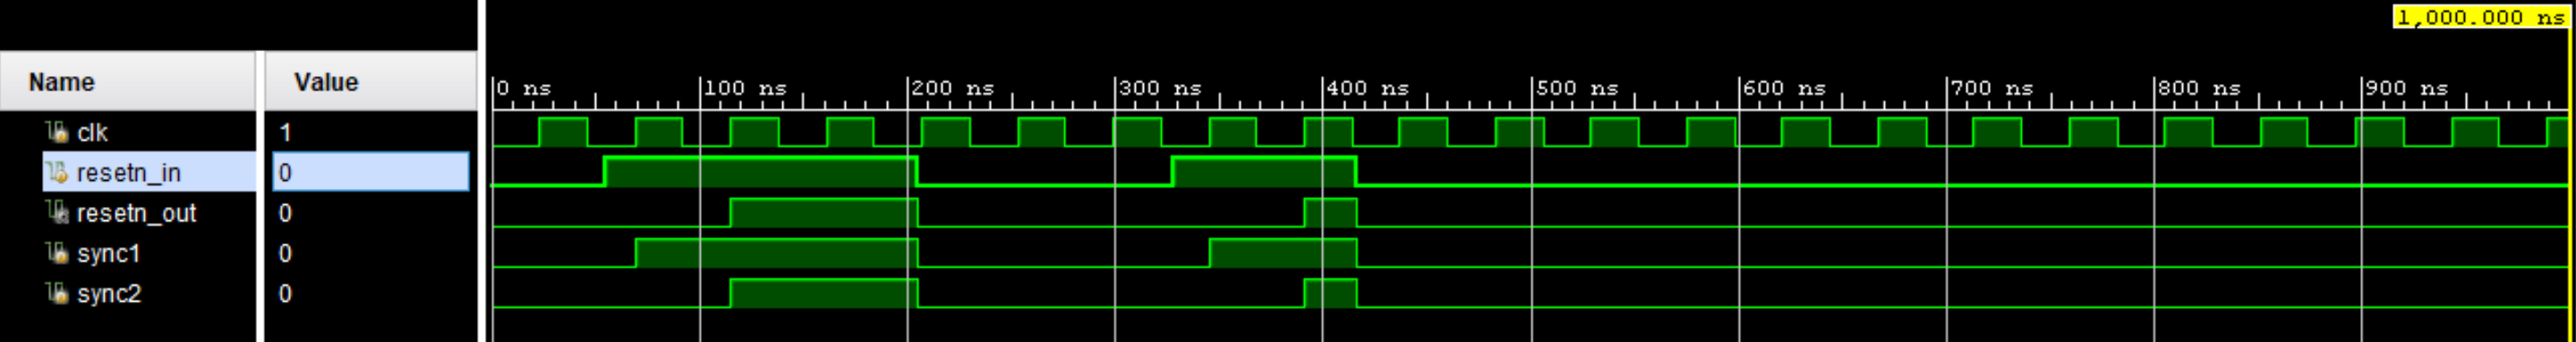 1,000.000 ns
Name Value
0 ns 100 ns 200 ns 300 ns 400 ns 500 ns 600 ns 700 ns 800 ns 900 ns
clk 1
resetn_in 0
resetn_out 0
sync1 0
sync2 0